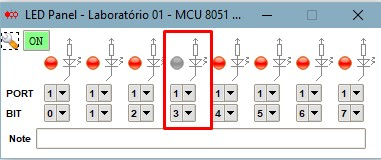 LED Panel - Laboratório 01 - MCU 8051 ...
ON
PORT 1 1 1 1 1 1 1 1
BIT 0 1 2 3 4 5 6 7
Note